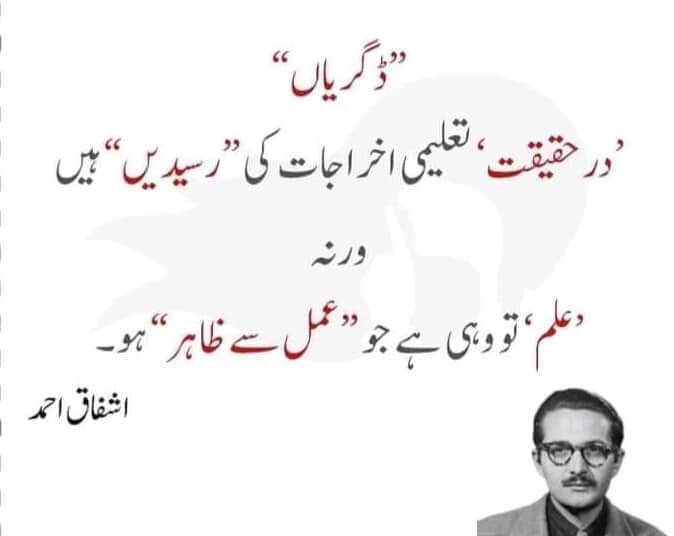 ”ڈگریاں“
’در حقیقت‘ تعلیمی اخراجات کی ”رسیدیں“ ہیں
ورنہ
’علم‘ تو وہی ہے جو ”عمل سے ظاہر“ ہو۔
اشفاق احمد